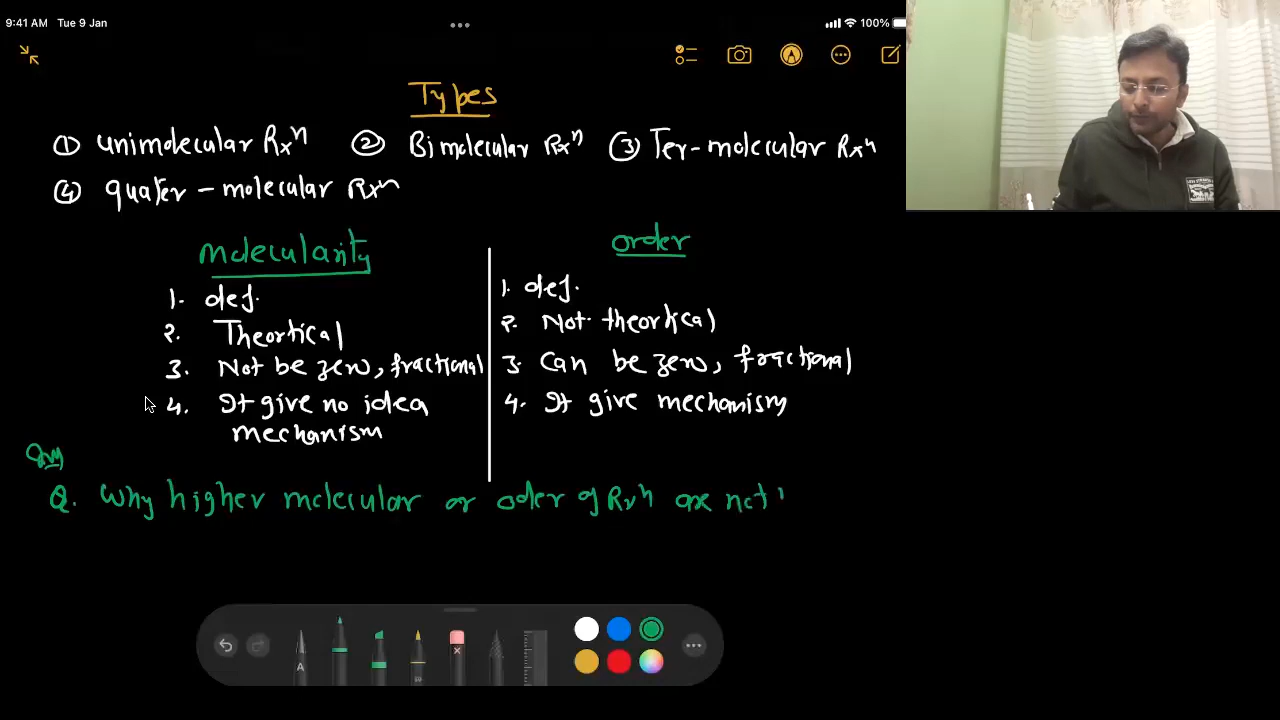 9:41 AM Tue 9 Jan
100%
Types
① unimolecular Rxⁿ ② Bimolecular Rxⁿ ③ Ter-molecular Rxⁿ
④ quater - molecular Rxⁿ
molecularity
1. def.
2. Theortical
3. Not be zero, fractional
4. It give no idea
mechanism
order
1. def.
2. Not theortical
3. Can be zero, fractional
4. It give mechanism
Q. Why higher molecular or oder of Rxⁿ are not
A